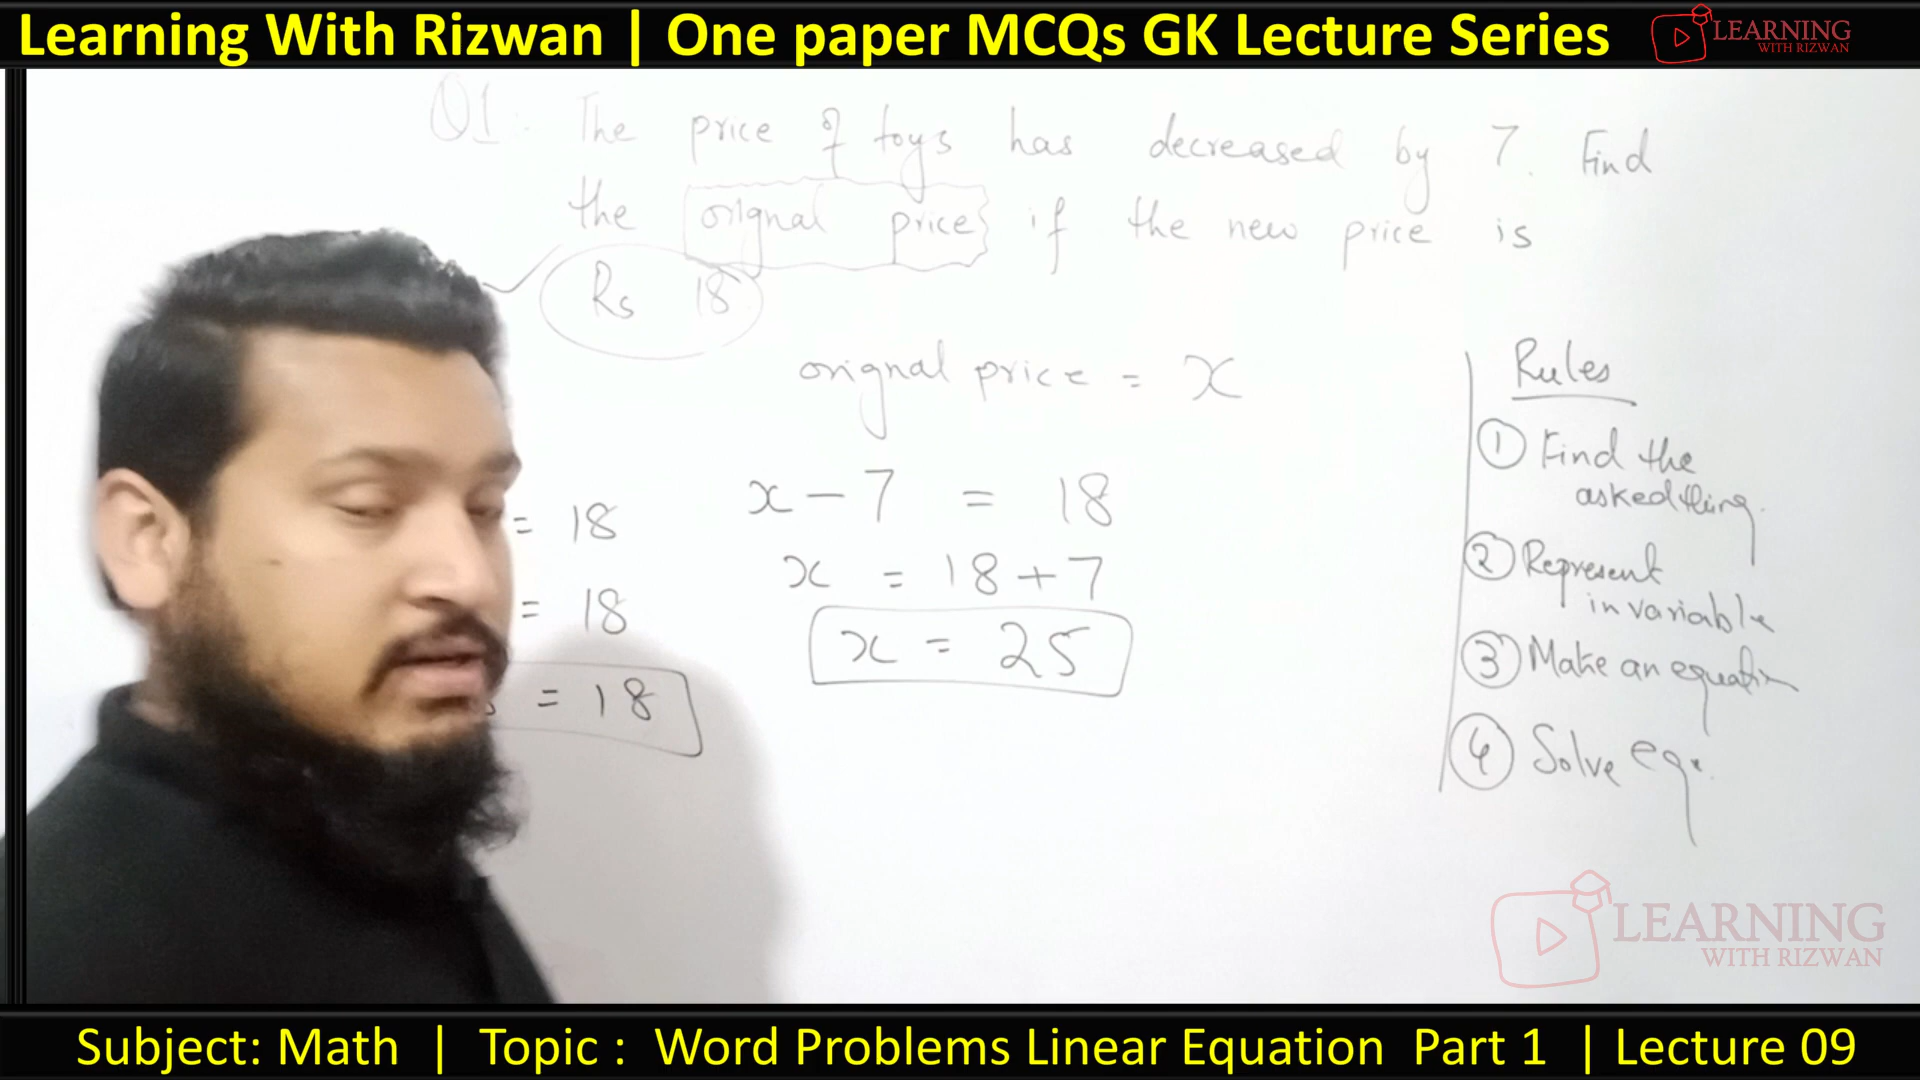 Learning With Rizwan | One paper MCQs GK Lecture Series
LEARNING
WITH RIZWAN
Q1. The price of toys has decreased by 7. Find
the orignal price if the new price is
Rs 18
orignal price = x
x - 7 = 18
x = 18 + 7
x = 25
= 18
= 18
= 18
Rules
① Find the
asked thing.
② Represent
in variable
③ Make an equation
④ Solve eq.
LEARNING
WITH RIZWAN
Subject: Math | Topic : Word Problems Linear Equation Part 1 | Lecture 09